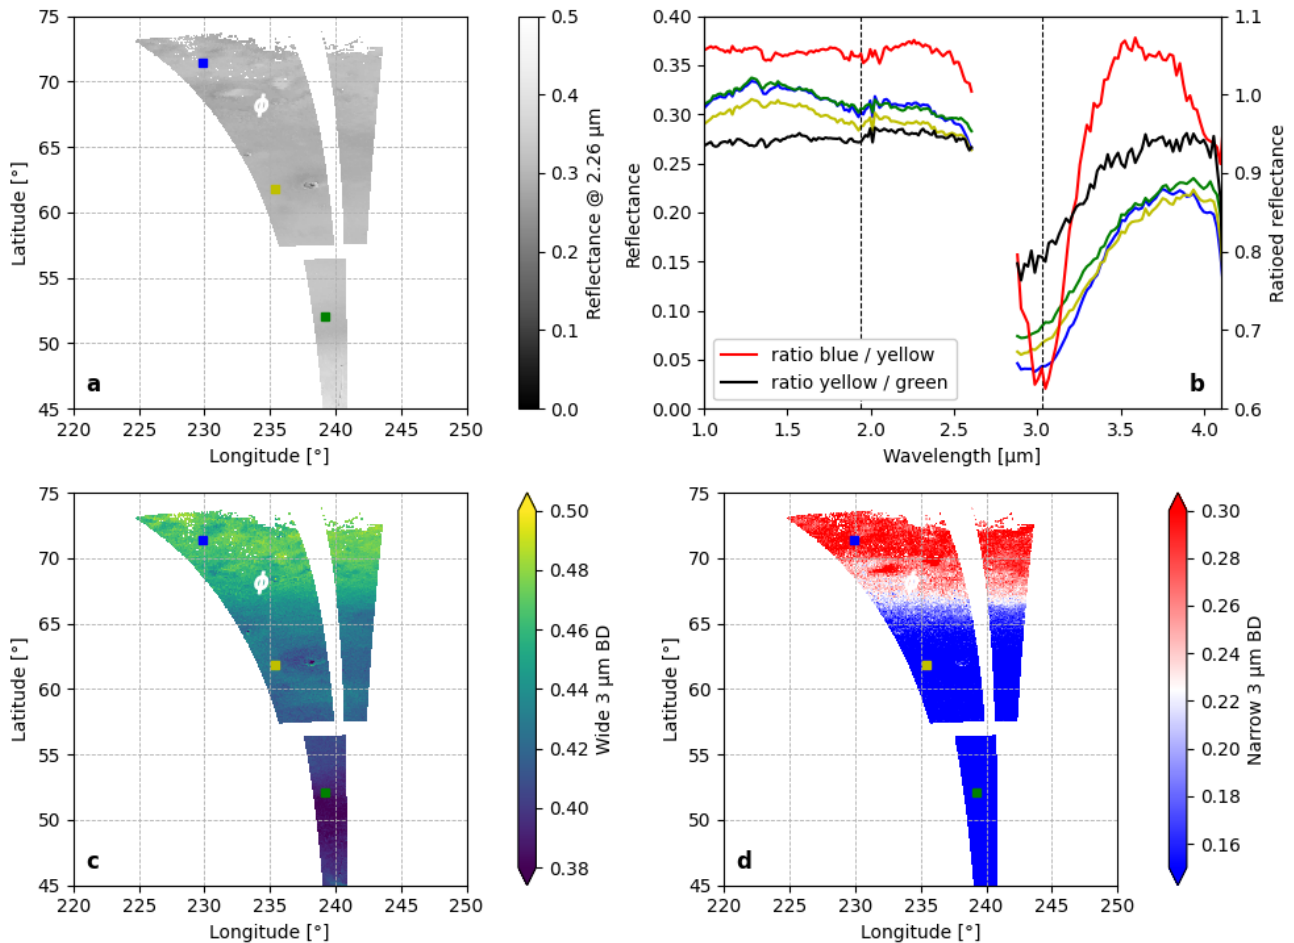 75
70
65
60
55
50
45
220 225 230 235 240 245 250
Latitude [°]
Longitude [°]
ϕ
a
0.5
0.4
0.3
0.2
0.1
0.0
Reflectance @ 2.26 μm
0.40
0.35
0.30
0.25
0.20
0.15
0.10
0.05
0.00
Reflectance
1.0 1.5 2.0 2.5 3.0 3.5 4.0
Wavelength [μm]
ratio blue / yellow
ratio yellow / green
b
1.1
1.0
0.9
0.8
0.7
0.6
Ratioed reflectance
75
70
65
60
55
50
45
220 225 230 235 240 245 250
Latitude [°]
Longitude [°]
ϕ
c
0.50
0.48
0.46
0.44
0.42
0.40
0.38
Wide 3 μm BD
75
70
65
60
55
50
45
220 225 230 235 240 245 250
Latitude [°]
Longitude [°]
ϕ
d
0.30
0.28
0.26
0.24
0.22
0.20
0.18
0.16
Narrow 3 μm BD